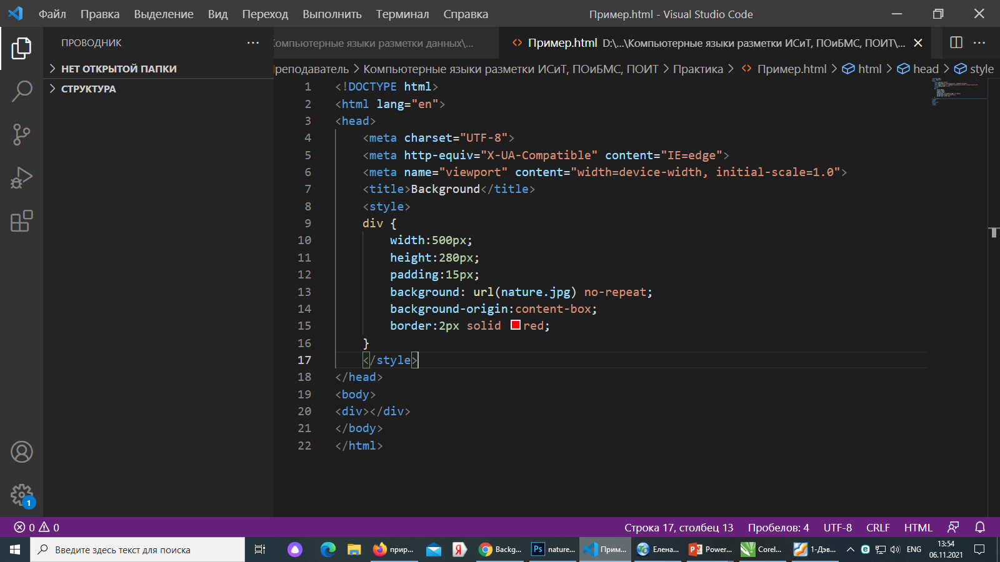 Файл Правка Выделение Вид Переход Выполнить Терминал Справка Пример.html - Visual Studio Code
ПРОВОДНИК ...
НЕТ ОТКРЫТОЙ ПАПКИ
СТРУКТУРА
Компьютерные языки разметки данных\... <> Пример.html D:\...\Компьютерные языки разметки ИСиТ, ПОиБМС, ПОИТ\... ...
реподаватель > Компьютерные языки разметки ИСиТ, ПОиБМС, ПОИТ > Практика > <> Пример.html > html > head > style
1 <!DOCTYPE html>
2 <html lang="en">
3 <head>
4 <meta charset="UTF-8">
5 <meta http-equiv="X-UA-Compatible" content="IE=edge">
6 <meta name="viewport" content="width=device-width, initial-scale=1.0">
7 <title>Background</title>
8 <style>
9 div {
10 width:500px;
11 height:280px;
12 padding:15px;
13 background: url(nature.jpg) no-repeat;
14 background-origin:content-box;
15 border:2px solid red;
16 }
17 </style>
18 </head>
19 <body>
20 <div></div>
21 </body>
22 </html>
1
0 0 Строка 17, столбец 13 Пробелов: 4 UTF-8 CRLF HTML
Введите здесь текст для поиска Я прир... Backg... Ps nature... Прим... Елена... Power... Corel... 1-Дэв... ENG 13:54
06.11.2021